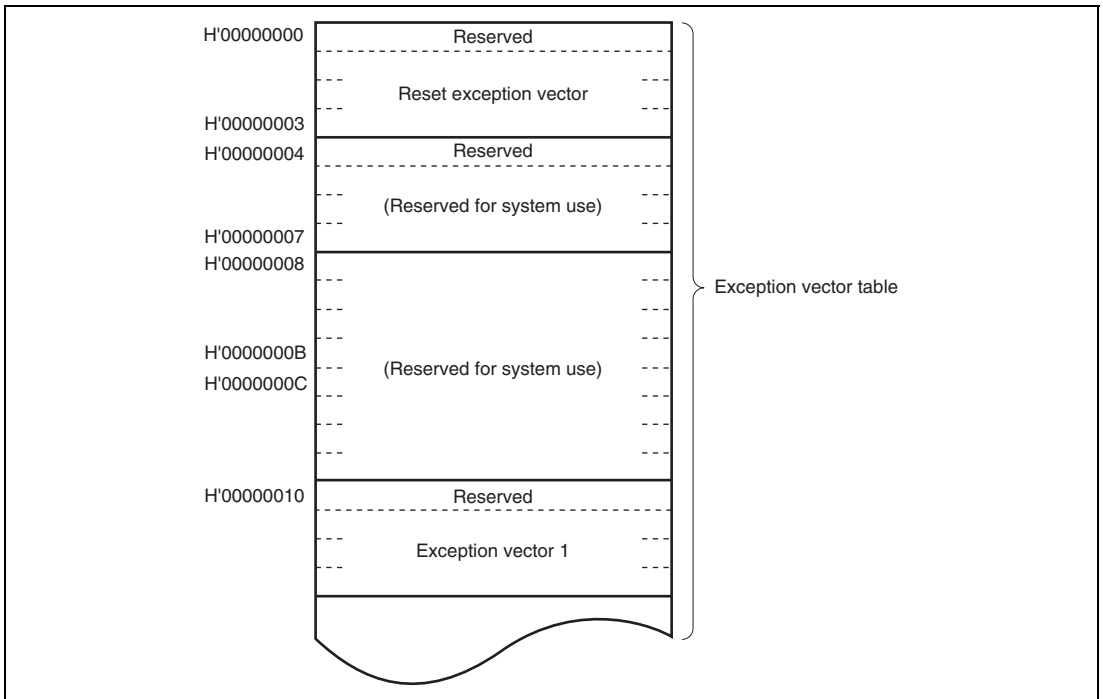 H'00000000
Reserved
Reset exception vector
H'00000003
H'00000004
Reserved
(Reserved for system use)
H'00000007
H'00000008
Exception vector table
H'0000000B
(Reserved for system use)
H'0000000C
H'00000010
Reserved
Exception vector 1